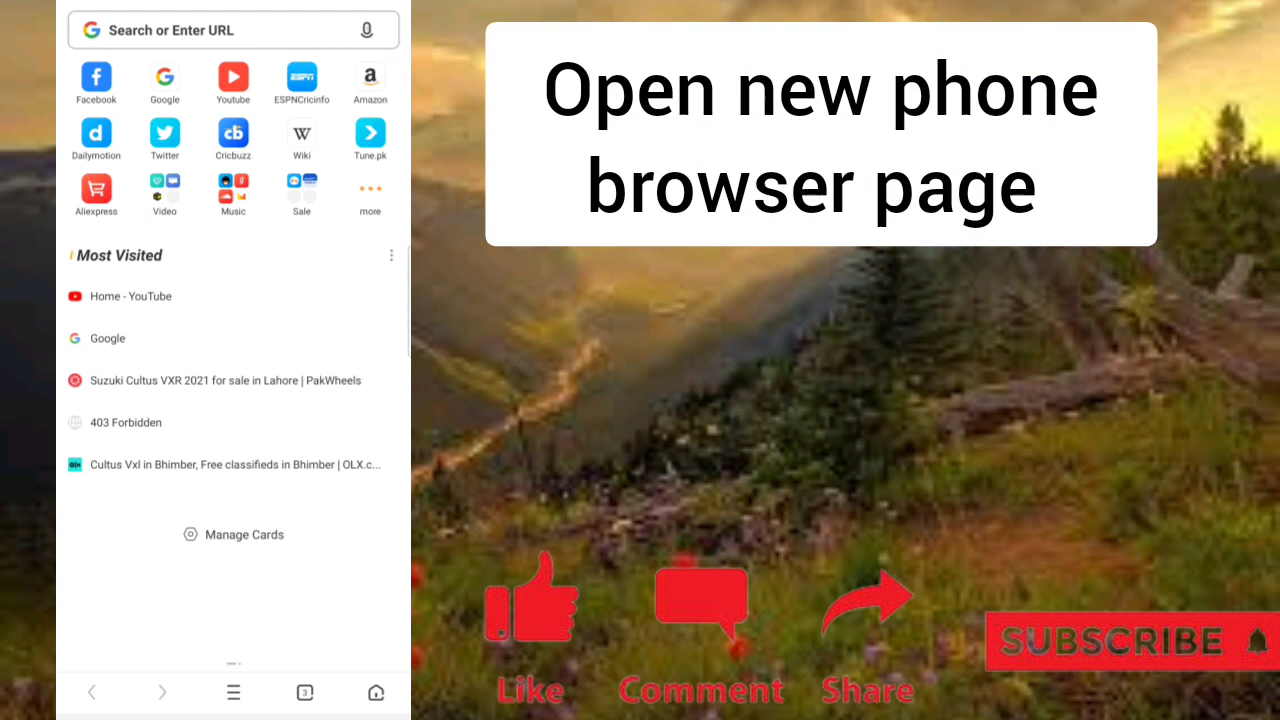 Search or Enter URL
Facebook Google Youtube ESPNCricinfo Amazon
Dailymotion Twitter Cricbuzz Wiki Tune.pk
Aliexpress Video Music Sale more
Most Visited
Home - YouTube
Google
Suzuki Cultus VXR 2021 for sale in Lahore | PakWheels
403 Forbidden
Cultus Vxl in Bhimber, Free classifieds in Bhimber | OLX.c...
Manage Cards
3
Open new phone
browser page
Like Comment Share
SUBSCRIBE